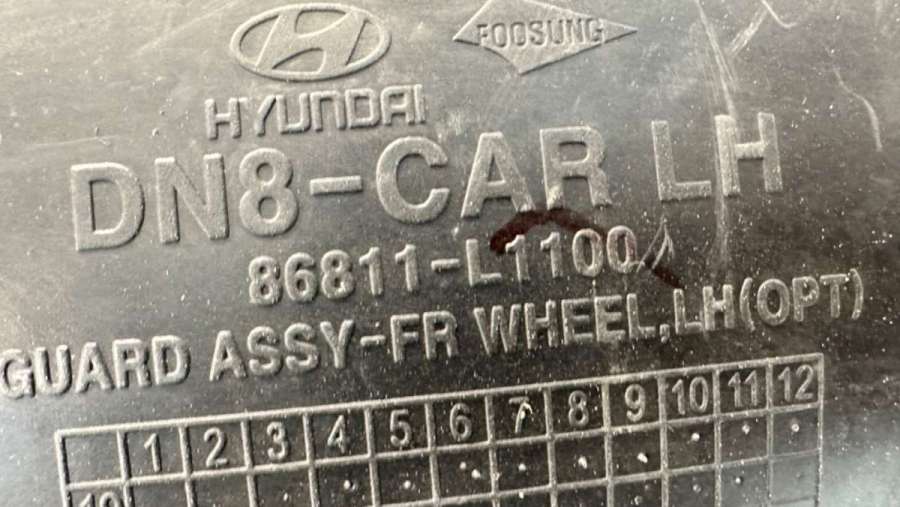 FOOSUNG
HYUNDAI
DN8-CAR LH
86811-L1100
GUARD ASSY-FR WHEEL,LH(OPT)
1 2 3 4 5 6 7 8 9 10 11 12
19